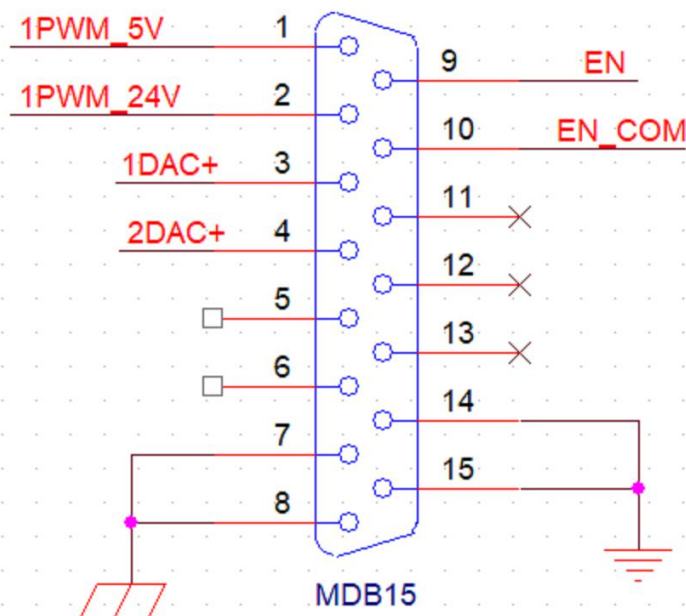 1PWM_5V 1
9 EN
1PWM_24V 2
10 EN_COM
1DAC+ 3
11
2DAC+ 4
12
5
13
6
14
7
15
8
MDB15